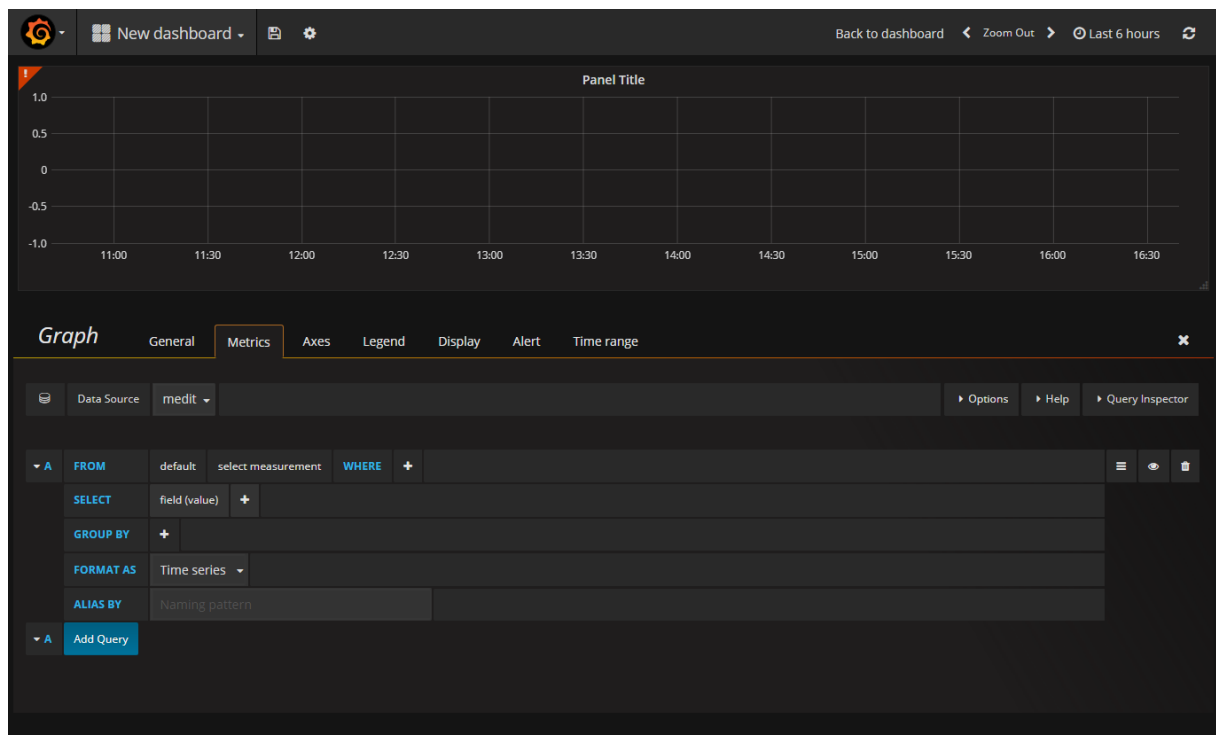 New dashboard
Back to dashboard Zoom Out Last 6 hours
!
Panel Title
1.0
0.5
0
-0.5
-1.0
11:00 11:30 12:00 12:30 13:00 13:30 14:00 14:30 15:00 15:30 16:00 16:30
Graph General Metrics Axes Legend Display Alert Time range
Data Source medit Options Help Query Inspector
A FROM default select measurement WHERE +
SELECT field (value) +
GROUP BY +
FORMAT AS Time series
ALIAS BY Naming pattern
A Add Query